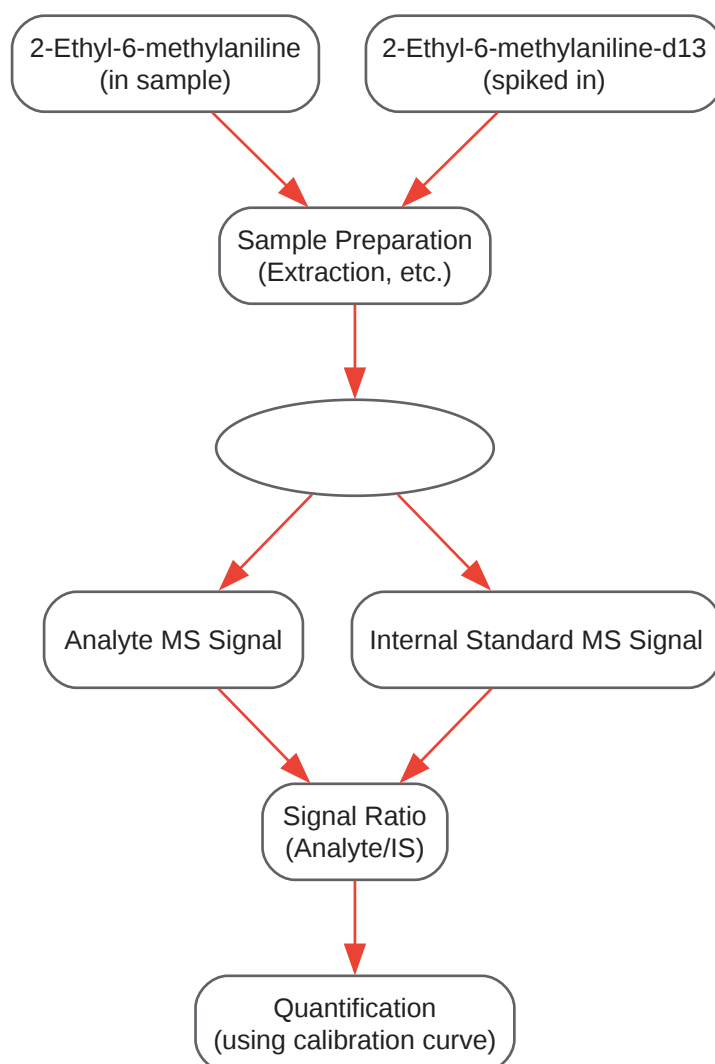 2-Ethyl-6-methylaniline
(in sample)
2-Ethyl-6-methylaniline-d13
(spiked in)
Sample Preparation
(Extraction, etc.)
Analyte MS Signal
Internal Standard MS Signal
Signal Ratio
(Analyte/IS)
Quantification
(using calibration curve)